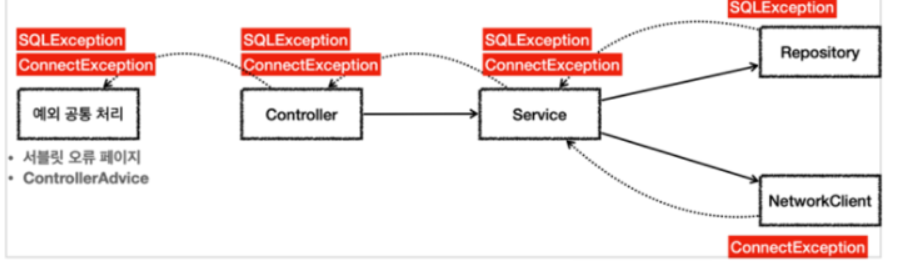 SQLException
SQLException
ConnectException
SQLException
ConnectException
SQLException
ConnectException
Repository
예외 공통 처리
Controller
Service
서블릿 오류 페이지
ControllerAdvice
NetworkClient
ConnectException